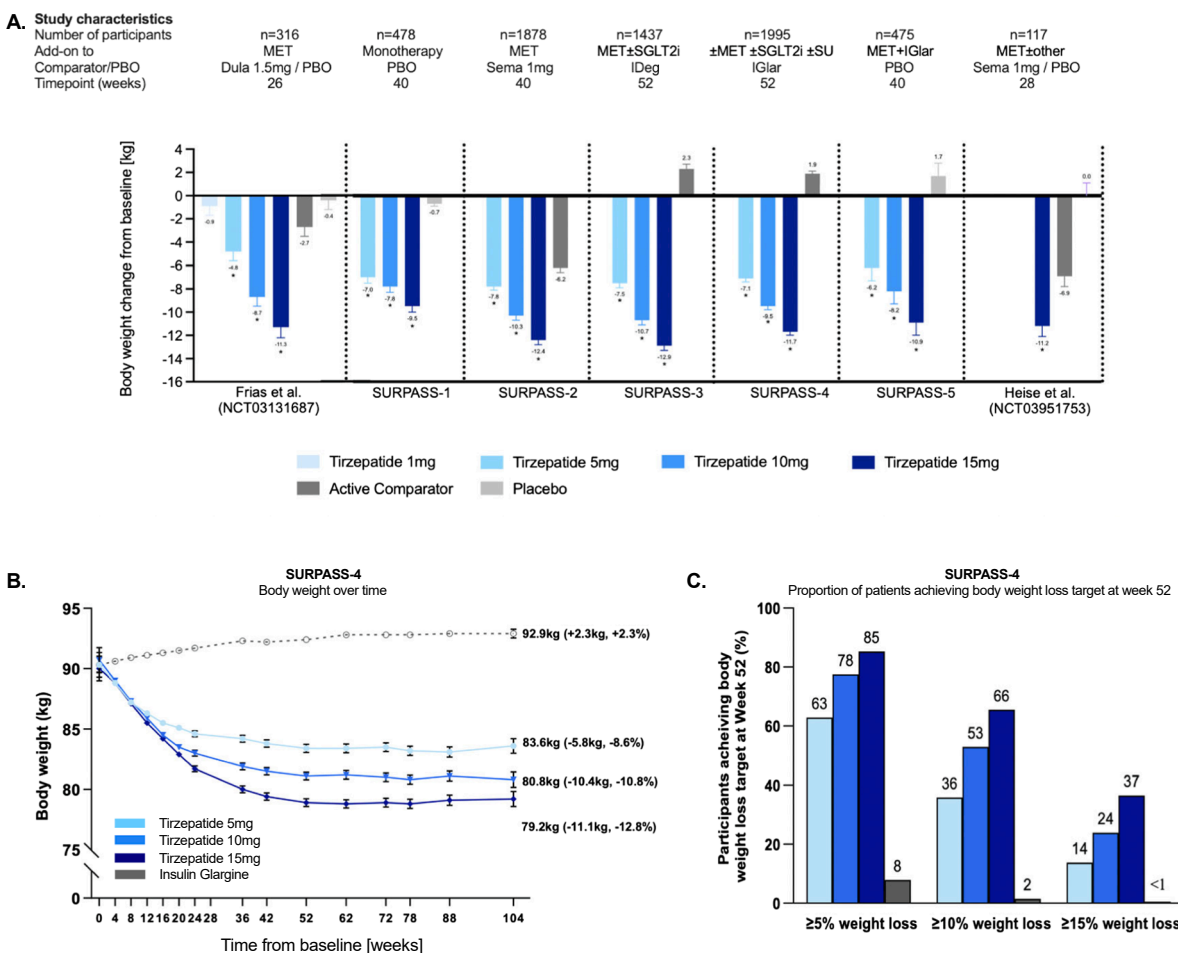 A.
Study characteristics
Number of participants n=316 n=478 n=1878 n=1437 n=1995 n=475 n=117
Add-on to MET Monotherapy MET MET±SGLT2i ±MET ±SGLT2i ±SU MET+IGlar MET±other
Comparator/PBO Dula 1.5mg / PBO PBO Sema 1mg IDeg IGlar PBO Sema 1mg / PBO
Timepoint (weeks) 26 40 40 52 52 40 28
Body weight change from baseline [kg]
4
2
0
-2
-4
-6
-8
-10
-12
-14
-16
-0.9
-4.8
*
-8.7
*
-11.3
*
-2.7
-0.4
-7.0
*
-7.8
*
-9.5
*
-0.7
-7.8
*
-10.3
*
-12.4
*
-6.2
-7.5
*
-10.7
*
-12.9
*
2.3
-7.1
*
-9.5
*
-11.7
*
1.9
-6.2
*
-8.2
*
-10.9
*
1.7
-11.2
*
-6.9
0.0
Frias et al. SURPASS-1 SURPASS-2 SURPASS-3 SURPASS-4 SURPASS-5 Heise et al.
(NCT03131687) (NCT03951753)
Tirzepatide 1mg Tirzepatide 5mg Tirzepatide 10mg Tirzepatide 15mg
Active Comparator Placebo
B.
SURPASS-4
Body weight over time
Body weight (kg)
95
90
85
80
75
0
92.9kg (+2.3kg, +2.3%)
83.6kg (-5.8kg, -8.6%)
80.8kg (-10.4kg, -10.8%)
79.2kg (-11.1kg, -12.8%)
Tirzepatide 5mg
Tirzepatide 10mg
Tirzepatide 15mg
Insulin Glargine
0 4 8 12 16 20 24 28 36 42 52 62 72 78 88 104
Time from baseline [weeks]
C.
SURPASS-4
Proportion of patients achieving body weight loss target at week 52
Participants acheiving body
weight loss target at Week 52 (%)
100
80
60
40
20
0
63 78 85 8
36 53 66 2
14 24 37 <1
≥5% weight loss ≥10% weight loss ≥15% weight loss